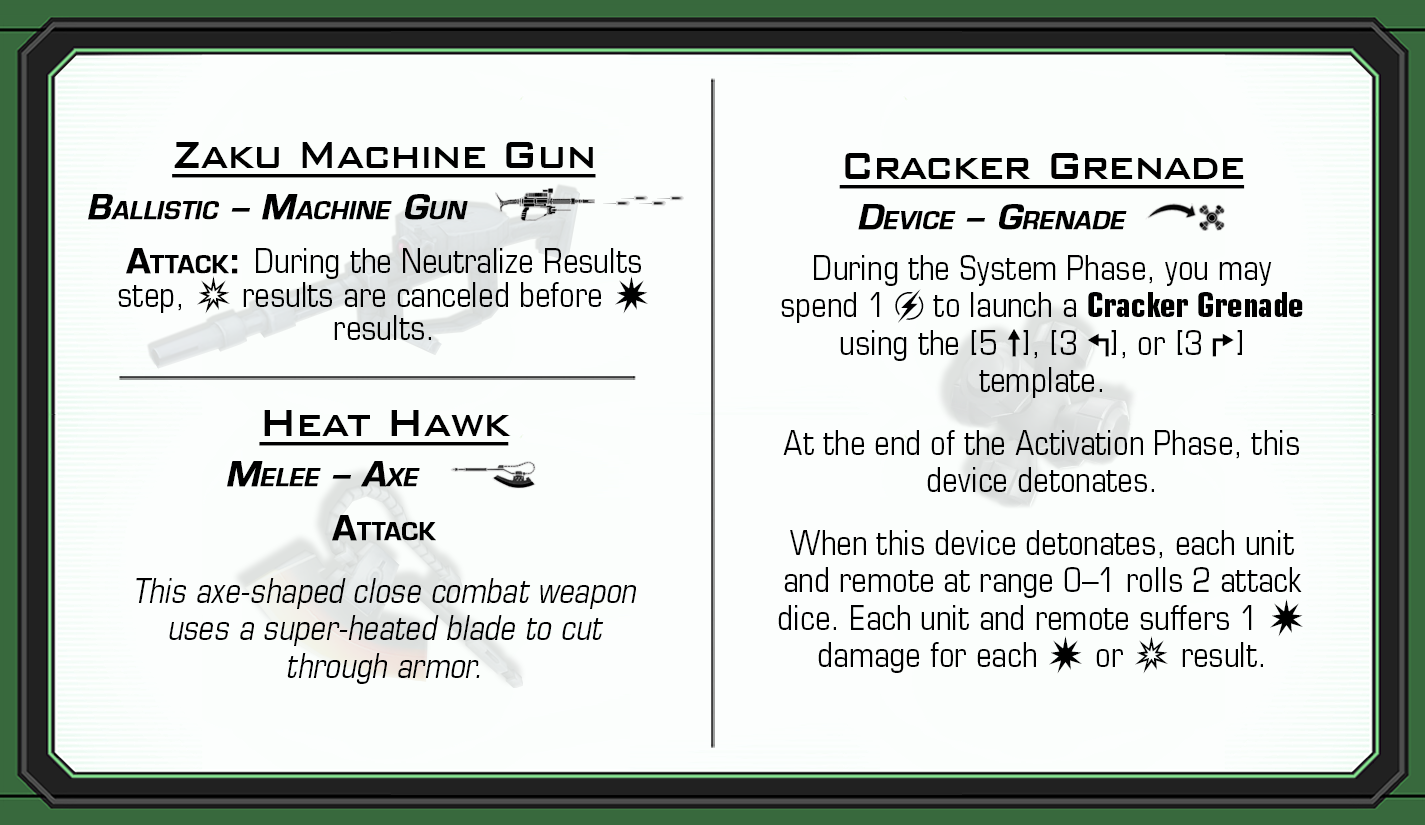 ZAKU MACHINE GUN
BALLISTIC – MACHINE GUN
ATTACK: During the Neutralize Results
step, results are canceled before
results.
HEAT HAWK
MELEE – AXE
ATTACK
This axe-shaped close combat weapon
uses a super-heated blade to cut
through armor.
CRACKER GRENADE
DEVICE – GRENADE
During the System Phase, you may
spend 1 to launch a Cracker Grenade
using the [5 ↑], [3 ↰], or [3 ↱]
template.
At the end of the Activation Phase, this
device detonates.
When this device detonates, each unit
and remote at range 0–1 rolls 2 attack
dice. Each unit and remote suffers 1
damage for each or result.